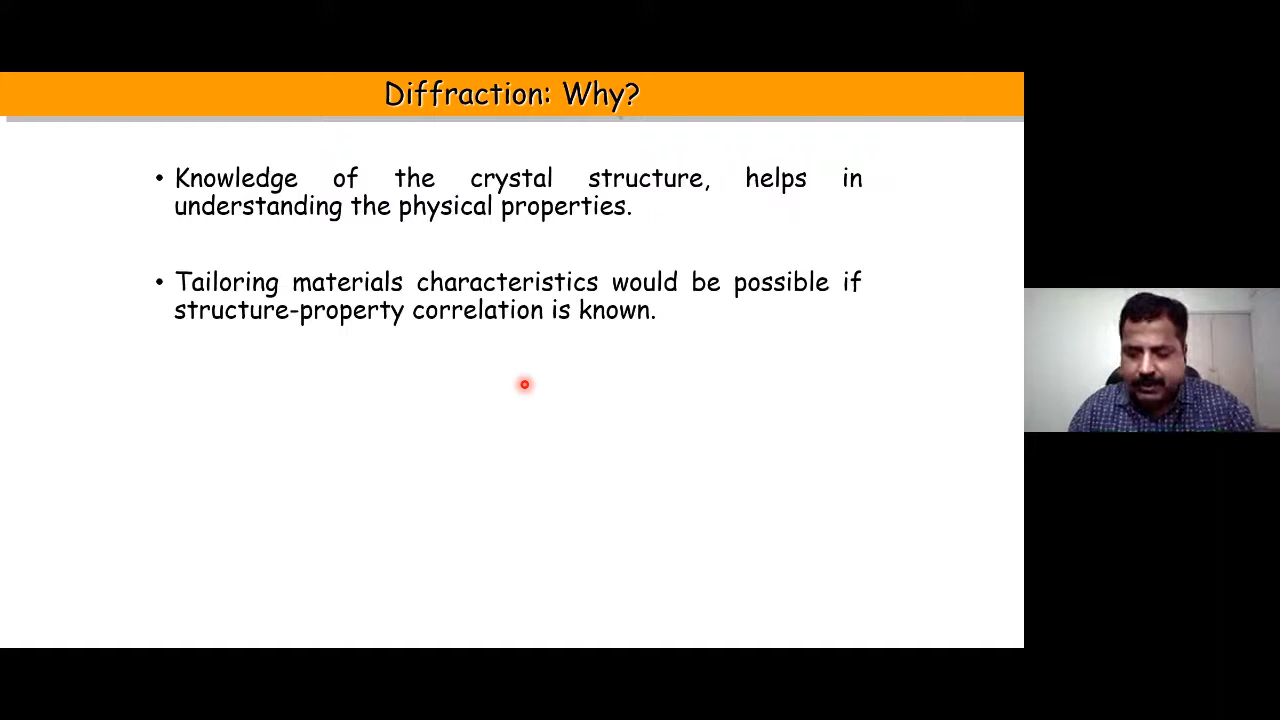 Diffraction: Why?
• Knowledge of the crystal structure, helps in
understanding the physical properties.
• Tailoring materials characteristics would be possible if
structure-property correlation is known.